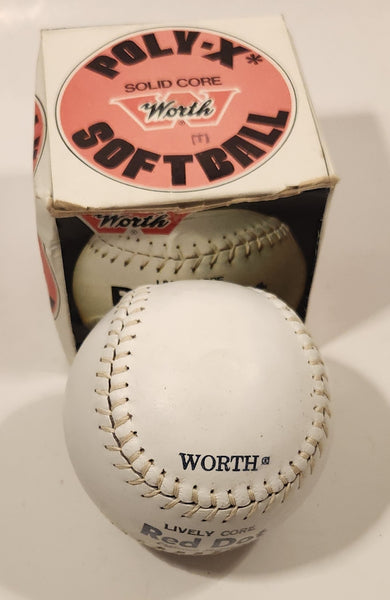 POLY-X*
SOLID CORE
Worth
SOFTBALL
Worth
WORTH®
LIVELY CORE
Red Dot